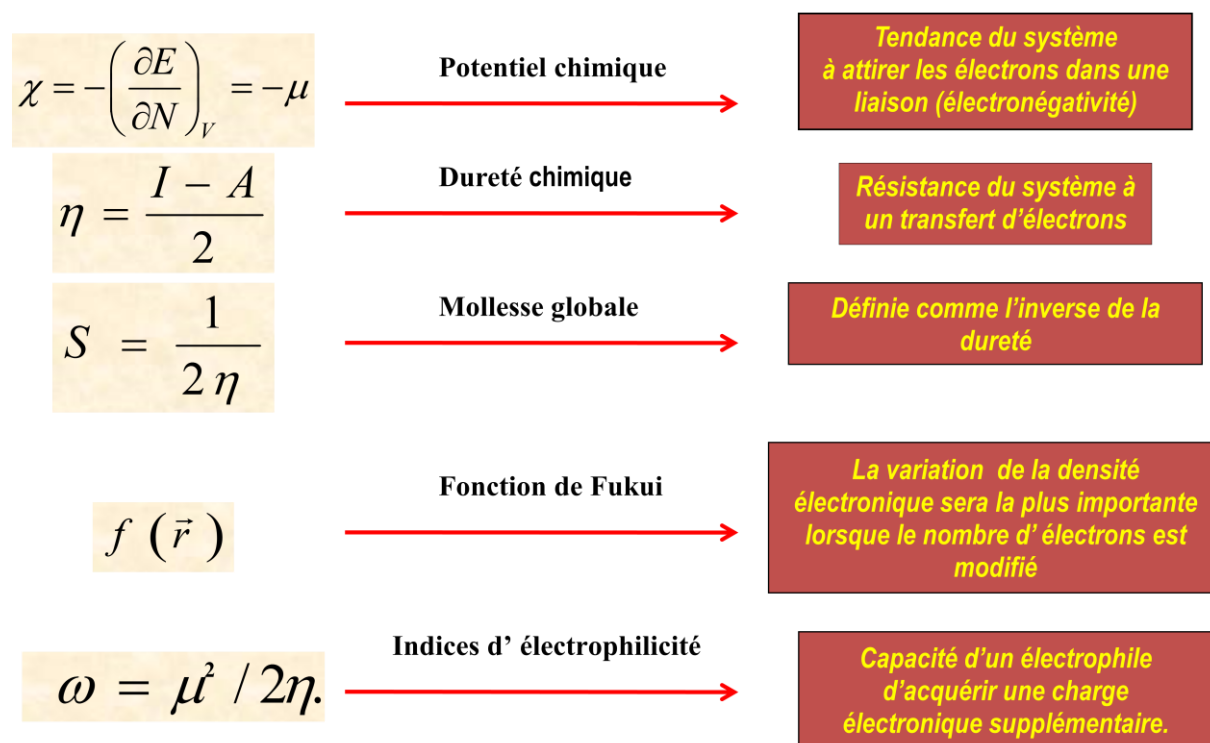 χ = −(∂E/∂N)_V = −μ
Potentiel chimique
Tendance du système
à attirer les électrons dans une
liaison (électronégativité)
η = (I − A)/2
Dureté chimique
Résistance du système à
un transfert d’électrons
S = 1/(2 η)
Mollesse globale
Définie comme l’inverse de la
dureté
f (r⃗)
Fonction de Fukui
La variation de la densité
électronique sera la plus importante
lorsque le nombre d’ électrons est
modifié
ω = μ² / 2η.
Indices d’ électrophilicité
Capacité d’un électrophile
d’acquérir une charge
électronique supplémentaire.